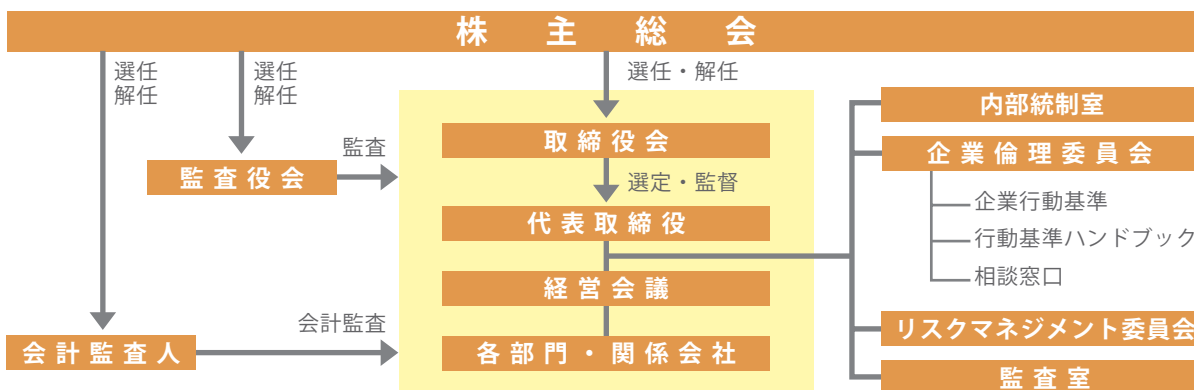 株主総会
選任
解任
選任
解任
選任・解任
内部統制室
取締役会
企業倫理委員会
監査
監査役会
選定・監督
企業行動基準
代表取締役
行動基準ハンドブック
相談窓口
経営会議
会計監査
リスクマネジメント委員会
会計監査人
各部門・関係会社
監査室